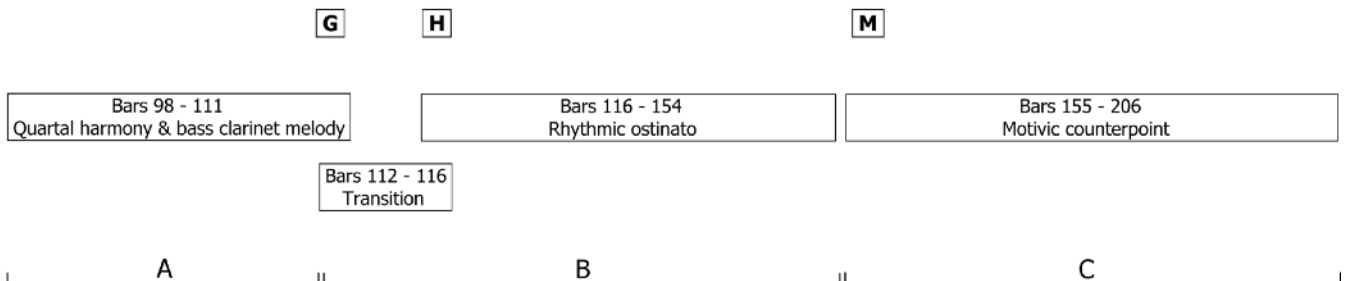 G
H
M
Bars 98 - 111
Quartal harmony & bass clarinet melody
Bars 116 - 154
Rhythmic ostinato
Bars 155 - 206
Motivic counterpoint
Bars 112 - 116
Transition
A
B
C